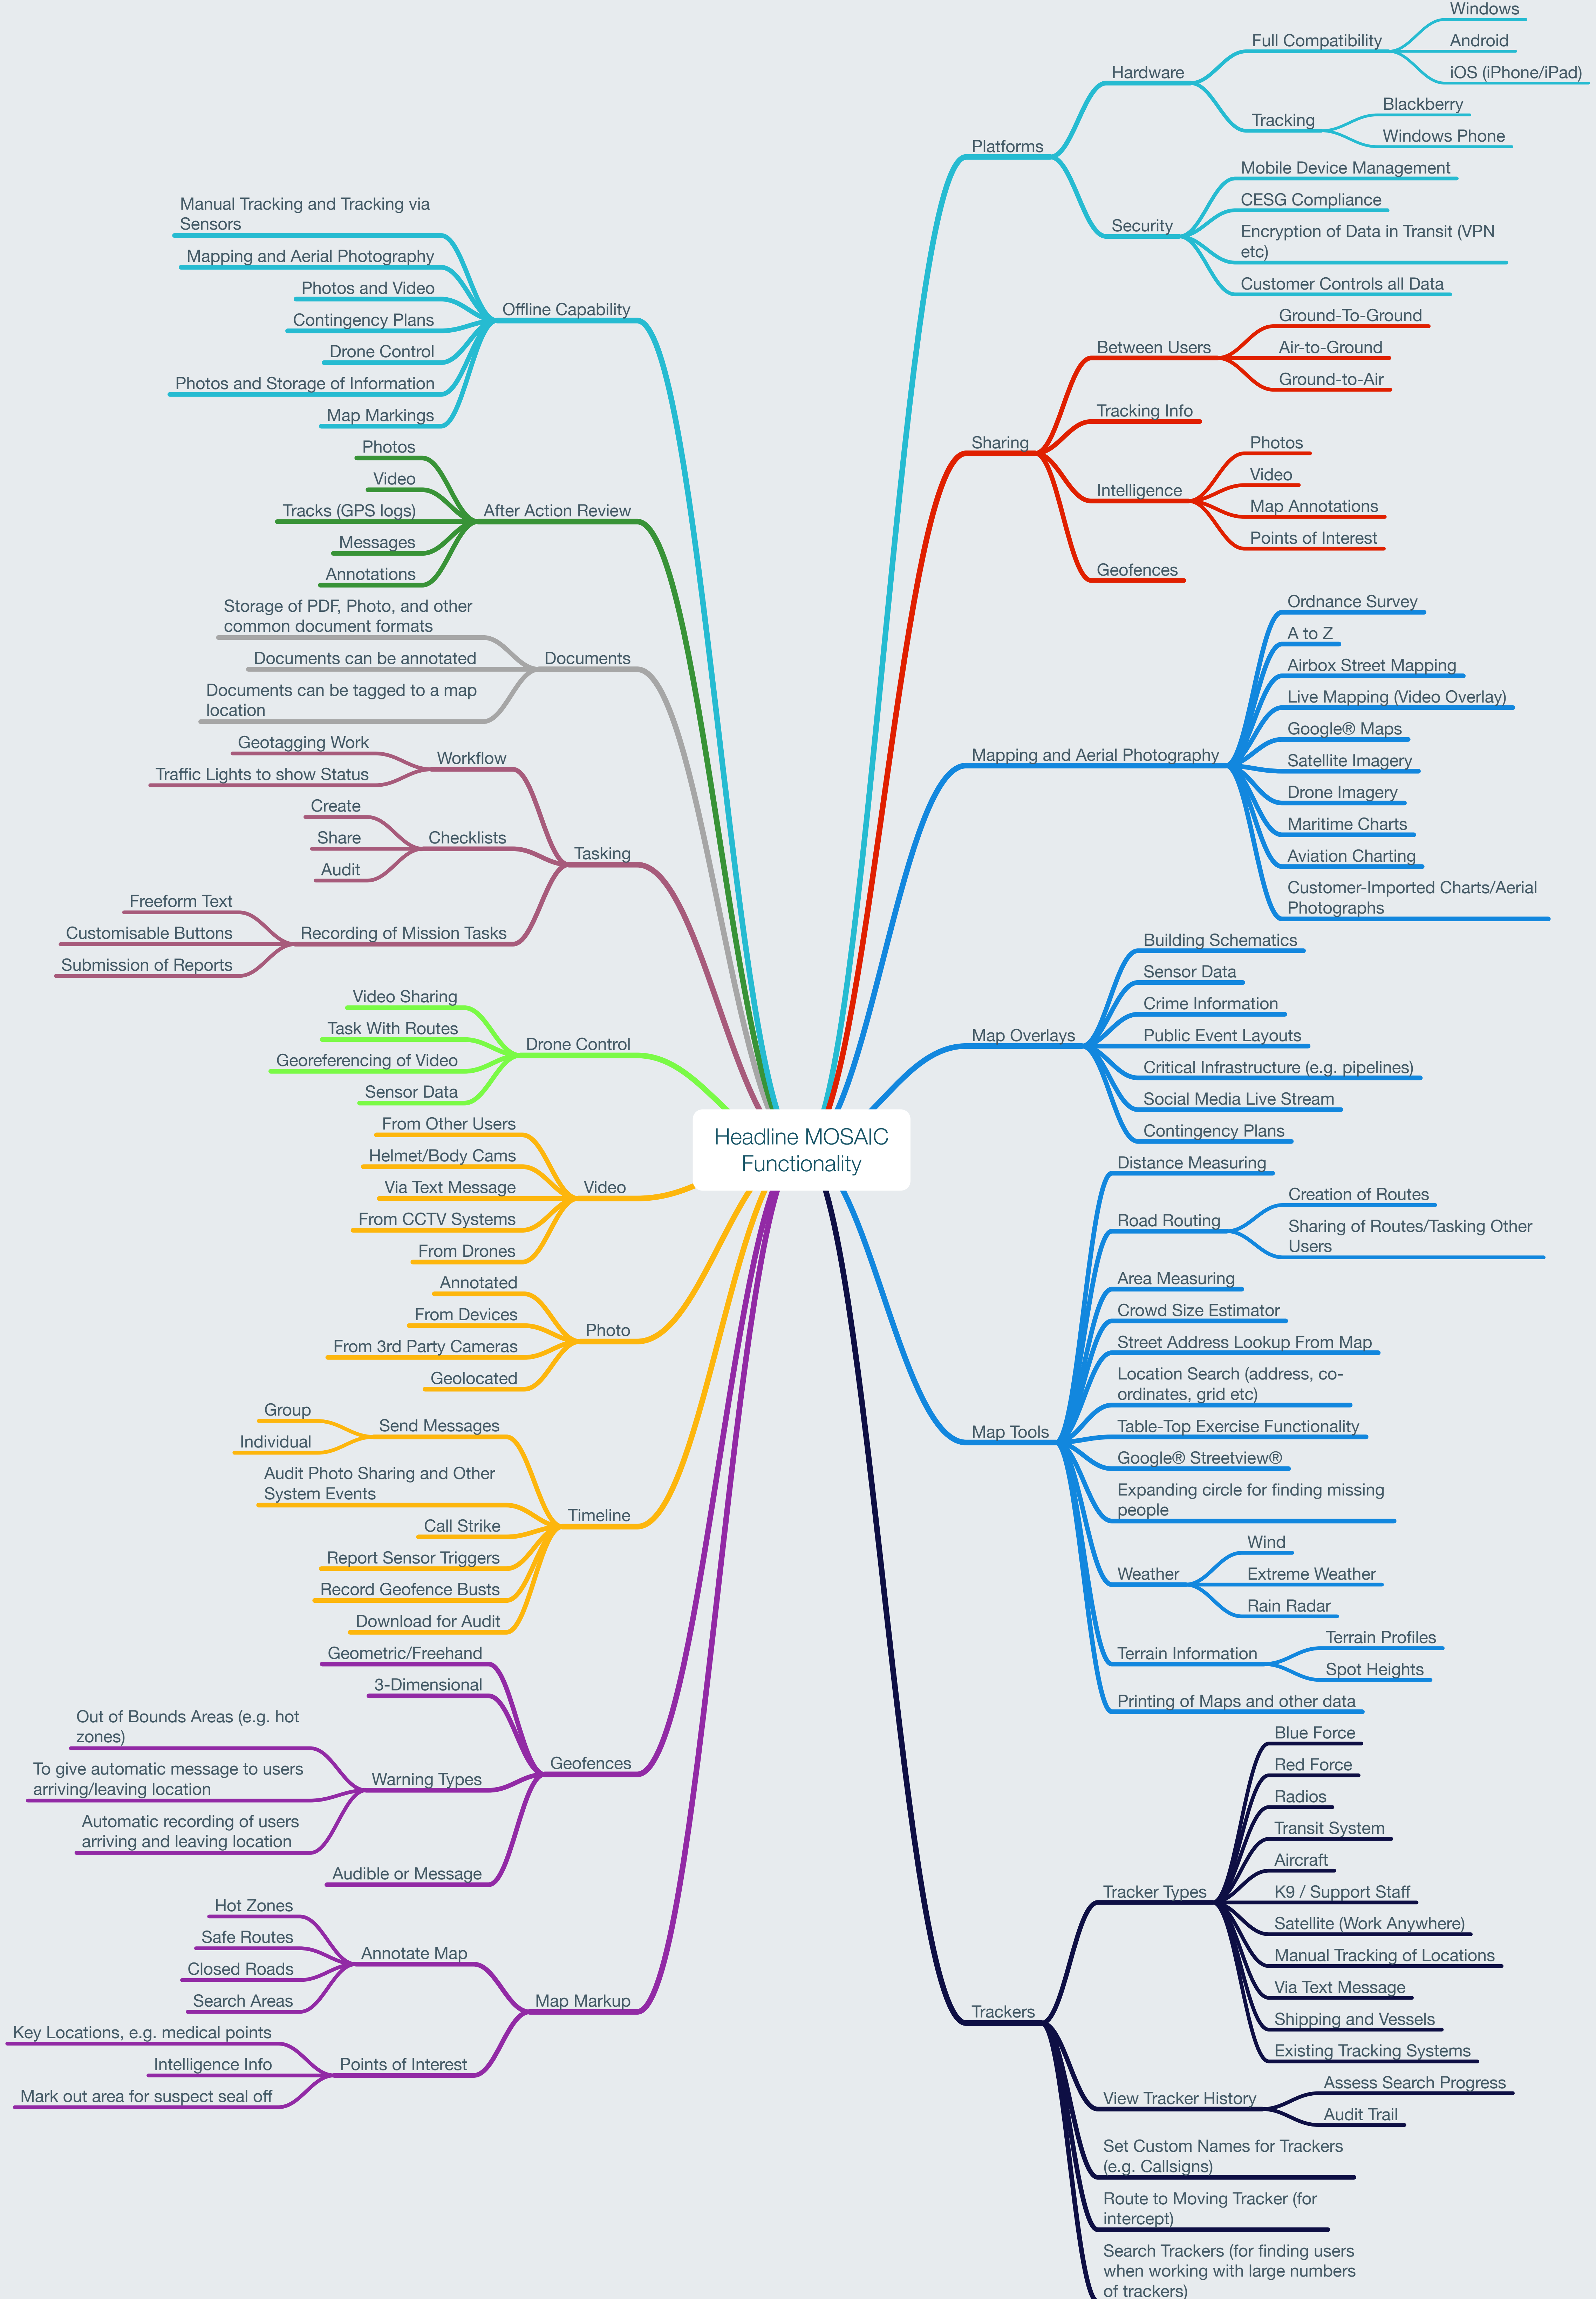 Headline MOSAIC
Functionality
Platforms
Hardware
Full Compatibility
Windows
Android
iOS (iPhone/iPad)
Tracking
Blackberry
Windows Phone
Security
Mobile Device Management
CESG Compliance
Encryption of Data in Transit (VPN
etc)
Customer Controls all Data
Sharing
Between Users
Ground-To-Ground
Air-to-Ground
Ground-to-Air
Tracking Info
Intelligence
Photos
Video
Map Annotations
Points of Interest
Geofences
Mapping and Aerial Photography
Ordnance Survey
A to Z
Airbox Street Mapping
Live Mapping (Video Overlay)
Google® Maps
Satellite Imagery
Drone Imagery
Maritime Charts
Aviation Charting
Customer-Imported Charts/Aerial
Photographs
Map Overlays
Building Schematics
Sensor Data
Crime Information
Public Event Layouts
Critical Infrastructure (e.g. pipelines)
Social Media Live Stream
Contingency Plans
Map Tools
Distance Measuring
Road Routing
Creation of Routes
Sharing of Routes/Tasking Other
Users
Area Measuring
Crowd Size Estimator
Street Address Lookup From Map
Location Search (address, co-
ordinates, grid etc)
Table-Top Exercise Functionality
Google® Streetview®
Expanding circle for finding missing
people
Weather
Wind
Extreme Weather
Rain Radar
Terrain Information
Terrain Profiles
Spot Heights
Printing of Maps and other data
Trackers
Tracker Types
Blue Force
Red Force
Radios
Transit System
Aircraft
K9 / Support Staff
Satellite (Work Anywhere)
Manual Tracking of Locations
Via Text Message
Shipping and Vessels
Existing Tracking Systems
View Tracker History
Assess Search Progress
Audit Trail
Set Custom Names for Trackers
(e.g. Callsigns)
Route to Moving Tracker (for
intercept)
Search Trackers (for finding users
when working with large numbers
of trackers)
Offline Capability
Manual Tracking and Tracking via
Sensors
Mapping and Aerial Photography
Photos and Video
Contingency Plans
Drone Control
Photos and Storage of Information
Map Markings
After Action Review
Photos
Video
Tracks (GPS logs)
Messages
Annotations
Documents
Storage of PDF, Photo, and other
common document formats
Documents can be annotated
Documents can be tagged to a map
location
Tasking
Workflow
Geotagging Work
Traffic Lights to show Status
Checklists
Create
Share
Audit
Recording of Mission Tasks
Freeform Text
Customisable Buttons
Submission of Reports
Drone Control
Video Sharing
Task With Routes
Georeferencing of Video
Sensor Data
Video
From Other Users
Helmet/Body Cams
Via Text Message
From CCTV Systems
From Drones
Photo
Annotated
From Devices
From 3rd Party Cameras
Geolocated
Timeline
Send Messages
Group
Individual
Audit Photo Sharing and Other
System Events
Call Strike
Report Sensor Triggers
Record Geofence Busts
Download for Audit
Geofences
Geometric/Freehand
3-Dimensional
Warning Types
Out of Bounds Areas (e.g. hot
zones)
To give automatic message to users
arriving/leaving location
Automatic recording of users
arriving and leaving location
Audible or Message
Map Markup
Annotate Map
Hot Zones
Safe Routes
Closed Roads
Search Areas
Points of Interest
Key Locations, e.g. medical points
Intelligence Info
Mark out area for suspect seal off